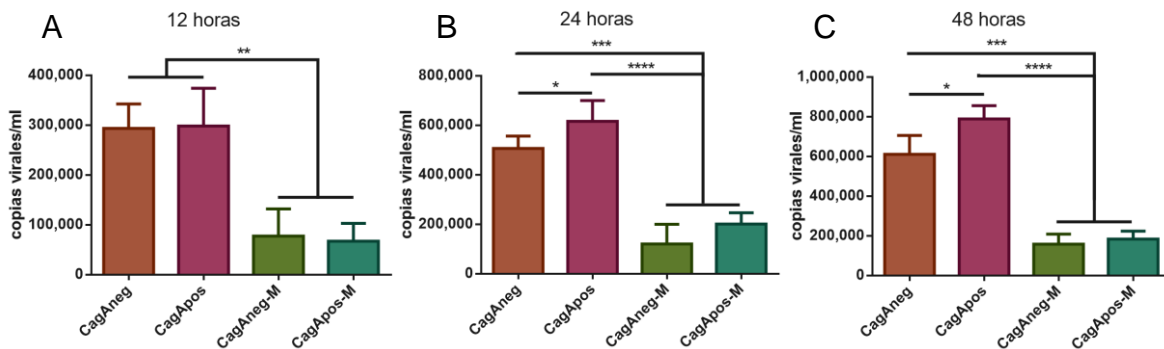 A
12 horas
**
copias virales/ml
400,000
300,000
200,000
100,000
0
CagAneg
CagApos
CagAneg-M
CagApos-M
B
24 horas
***
****
*
copias virales/ml
800,000
600,000
400,000
200,000
0
CagAneg
CagApos
CagAneg-M
CagApos-M
C
48 horas
***
****
*
copias virales/ml
1,000,000
800,000
600,000
400,000
200,000
0
CagAneg
CagApos
CagAneg-M
CagApos-M